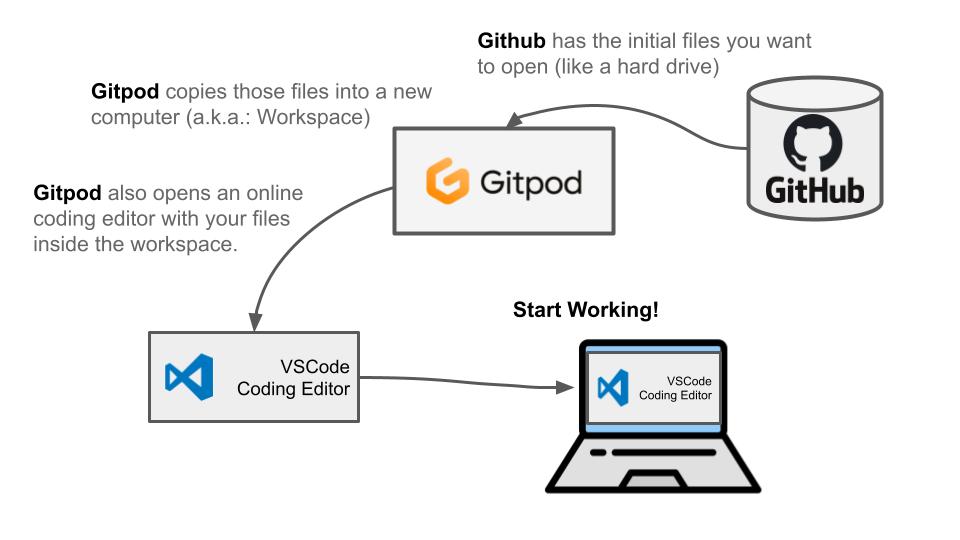 Github has the initial files you want
to open (like a hard drive)
Gitpod copies those files into a new
computer (a.k.a.: Workspace)
GitHub
Gitpod
Gitpod also opens an online
coding editor with your files
inside the workspace.
Start Working!
VSCode
Coding Editor
VSCode
Coding Editor